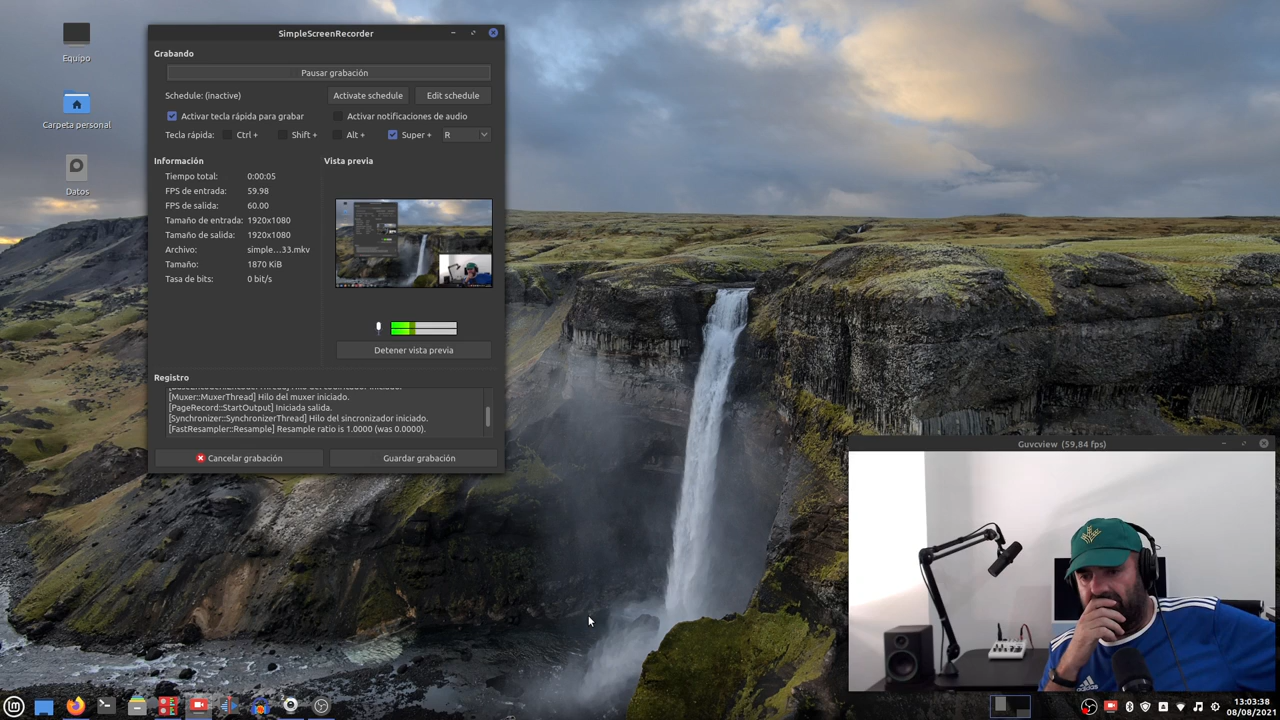 SimpleScreenRecorder
Equipo
Carpeta personal
Datos
Grabando
Pausar grabación
Schedule: (inactive)
Activate schedule
Edit schedule
Activar tecla rápida para grabar
Activar notificaciones de audio
Tecla rápida:
Ctrl +
Shift +
Alt +
Super +
R
Información
Tiempo total: 0:00:05
FPS de entrada: 59.98
FPS de salida: 60.00
Tamaño de entrada: 1920x1080
Tamaño de salida: 1920x1080
Archivo: simple...33.mkv
Tamaño: 1870 KiB
Tasa de bits: 0 bit/s
Vista previa
Detener vista previa
Registro
[Muxer::MuxerThread] Hilo del muxer iniciado.
[PageRecord::StartOutput] Iniciada salida.
[Synchronizer::SynchronizerThread] Hilo del sincronizador iniciado.
[FastResampler::Resample] Resample ratio is 1.0000 (was 0.0000).
Cancelar grabación
Guardar grabación
Guvcview (59,84 fps)
adidas
13:03:38
08/08/2021